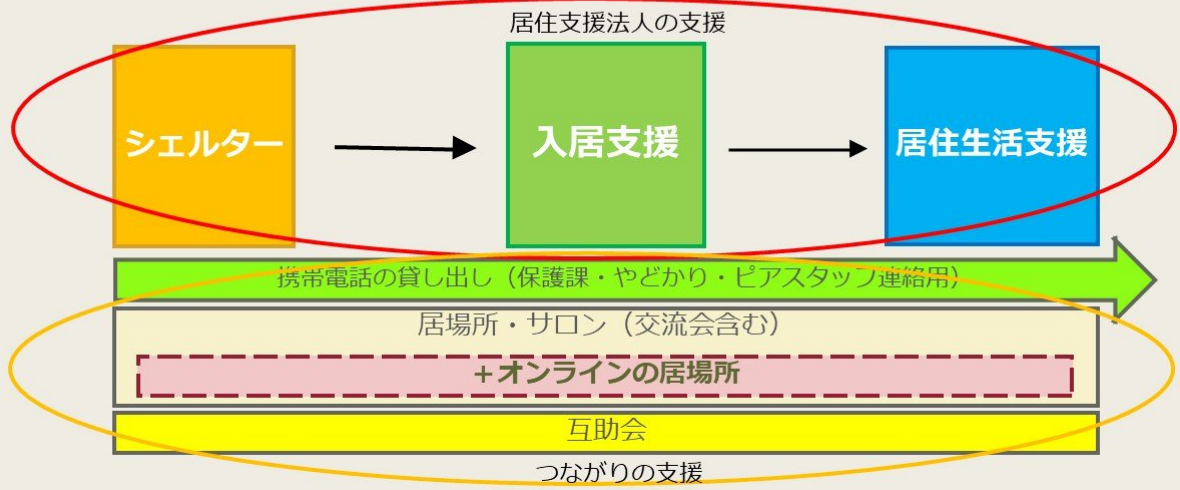 居住支援法人の支援
シェルター
入居支援
居住生活支援
携帯電話の貸し出し（保護課・やどかり・ピアスタッフ連絡用）
居場所・サロン（交流会含む）
＋オンラインの居場所
互助会
つながりの支援